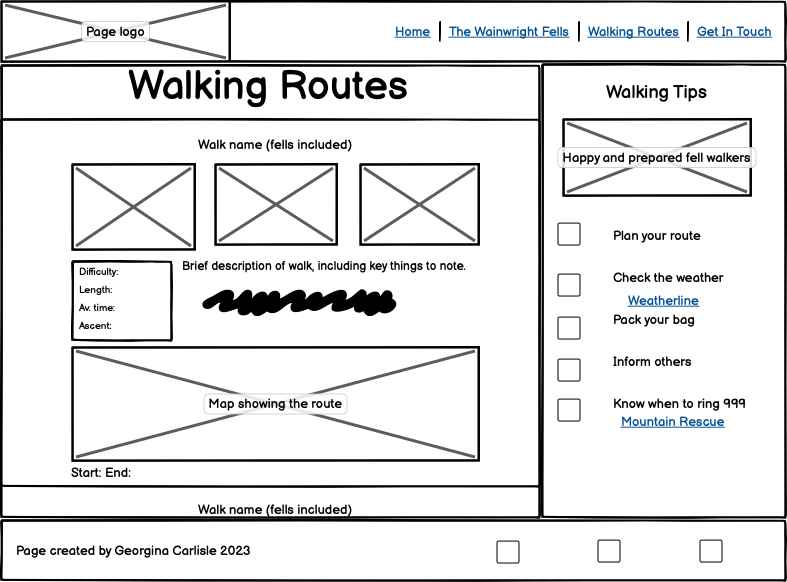 Page logo
Home
The Wainwright Fells
Walking Routes
Get In Touch
Walking Routes
Walk name (fells included)
Brief description of walk, including key things to note.
Difficulty:
Length:
Av. time:
Ascent:
Map showing the route
Start: End:
Walk name (fells included)
Walking Tips
Happy and prepared fell walkers
Plan your route
Check the weather
Weatherline
Pack your bag
Inform others
Know when to ring 999
Mountain Rescue
Page created by Georgina Carlisle 2023